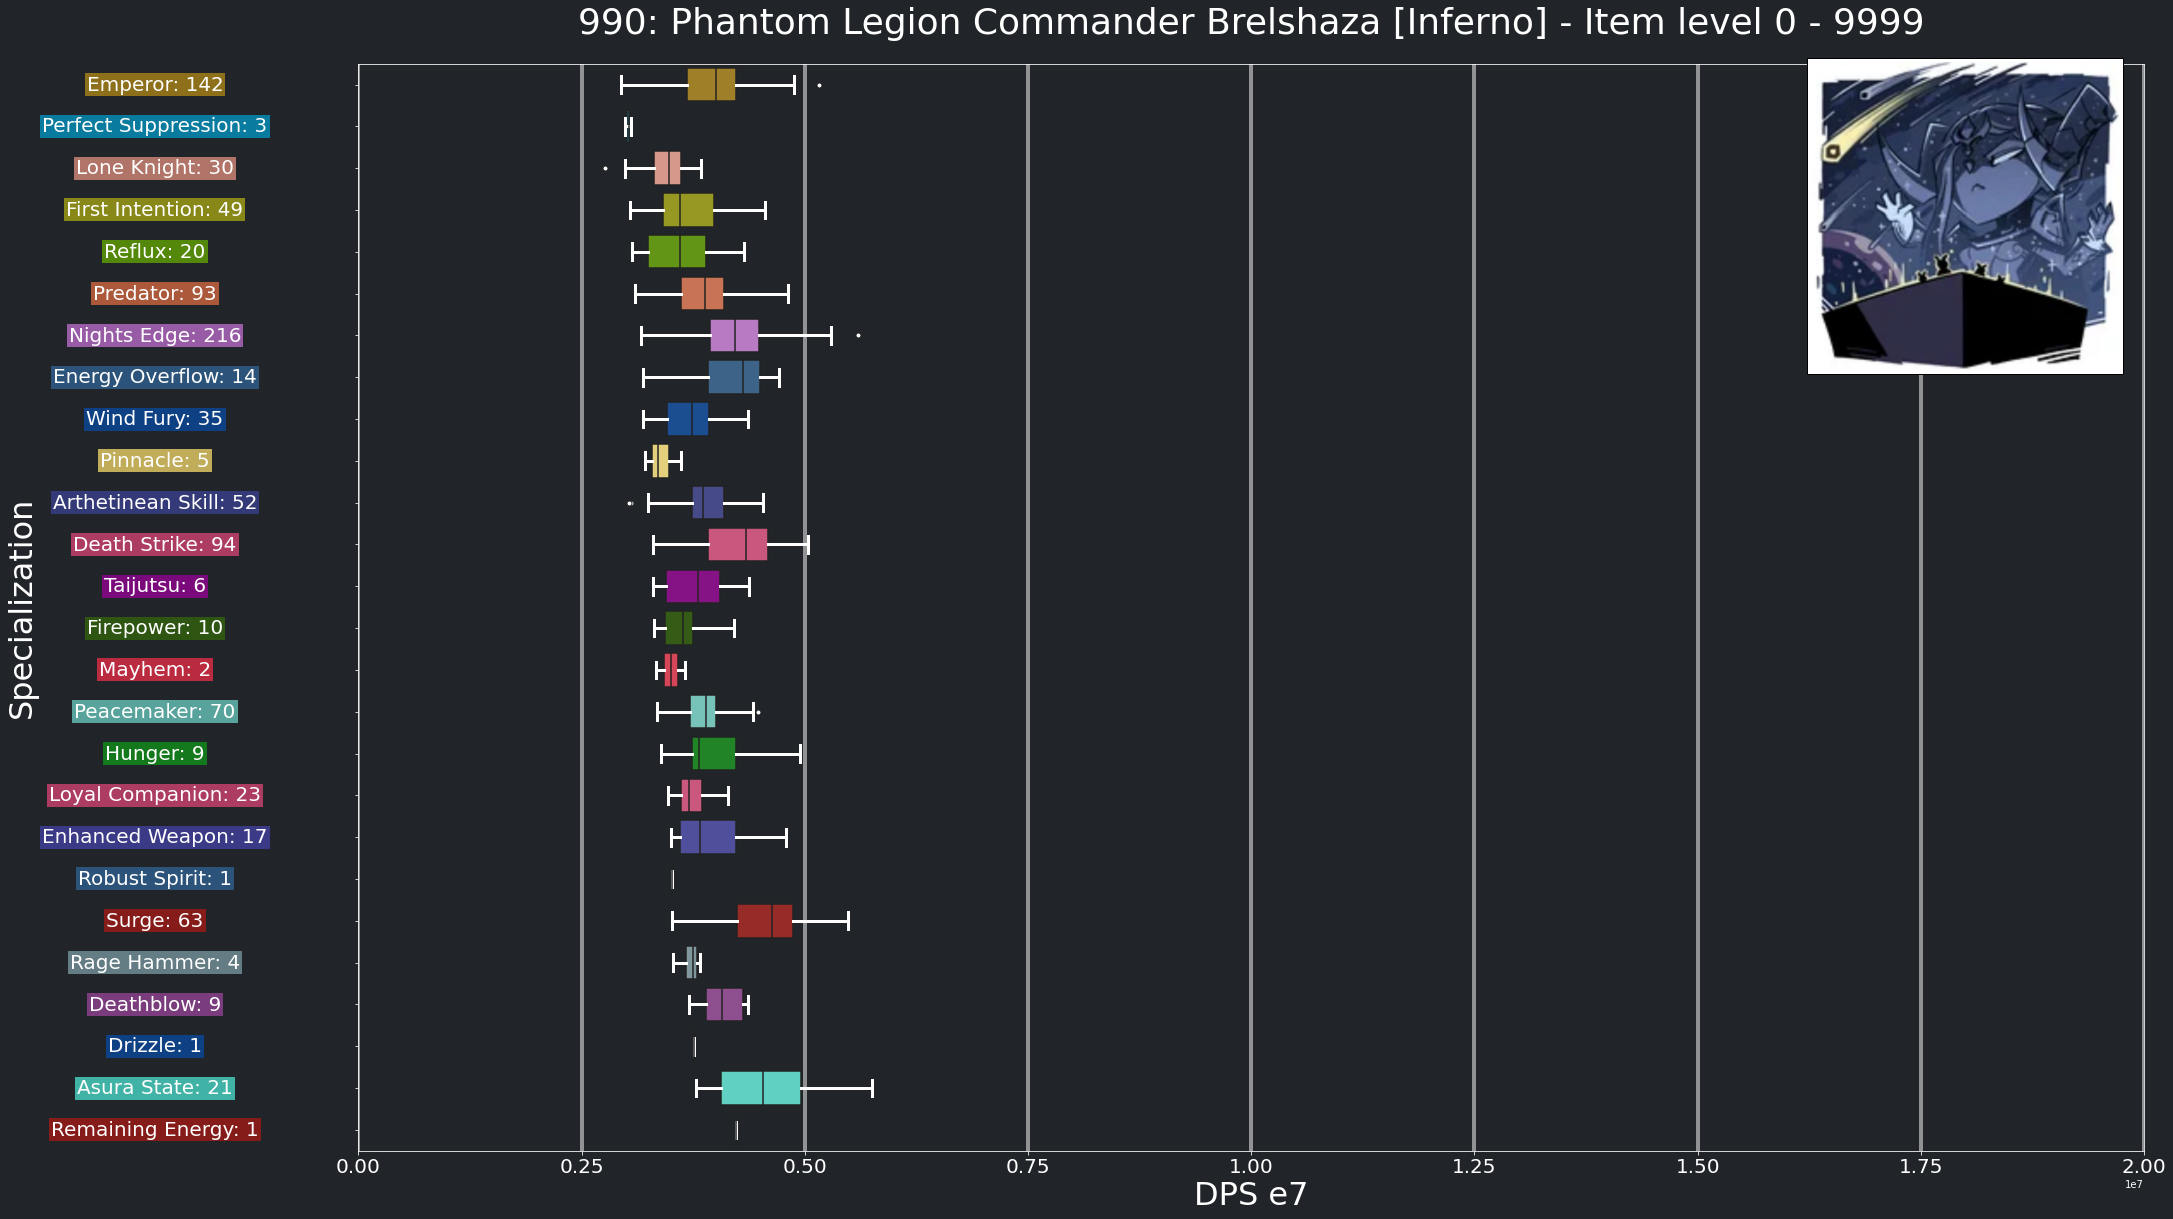 990: Phantom Legion Commander Brelshaza [Inferno] - Item level 0 - 9999
Specialization
Emperor: 142
Perfect Suppression: 3
Lone Knight: 30
First Intention: 49
Reflux: 20
Predator: 93
Nights Edge: 216
Energy Overflow: 14
Wind Fury: 35
Pinnacle: 5
Arthetinean Skill: 52
Death Strike: 94
Taijutsu: 6
Firepower: 10
Mayhem: 2
Peacemaker: 70
Hunger: 9
Loyal Companion: 23
Enhanced Weapon: 17
Robust Spirit: 1
Surge: 63
Rage Hammer: 4
Deathblow: 9
Drizzle: 1
Asura State: 21
Remaining Energy: 1
0.00 0.25 0.50 0.75 1.00 1.25 1.50 1.75 2.00
1e7
DPS e7